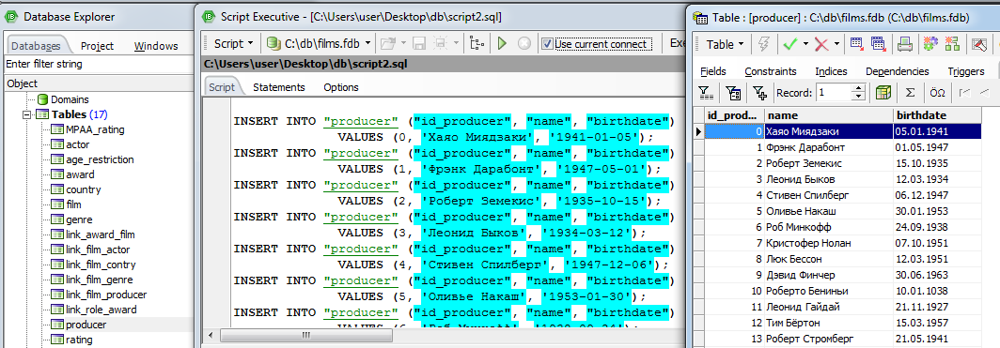 Database Explorer
Databases Project Windows
Enter filter string
Object
Domains
Tables (17)
MPAA_rating
actor
age_restriction
award
country
film
genre
link_award_film
link_film_actor
link_film_contry
link_film_genre
link_film_producer
link_role_award
producer
rating
Script Executive - [C:\Users\user\Desktop\db\script2.sql]
Script C:\db\films.fdb Use current connect Exe
C:\Users\user\Desktop\db\script2.sql
Script Statements Options
INSERT INTO "producer" ("id_producer", "name", "birthdate")
VALUES (0, 'Хаяо Миядзаки', '1941-01-05');
INSERT INTO "producer" ("id_producer", "name", "birthdate")
VALUES (1, 'Фрэнк Дарабонт', '1947-05-01');
INSERT INTO "producer" ("id_producer", "name", "birthdate")
VALUES (2, 'Роберт Земекис', '1935-10-15');
INSERT INTO "producer" ("id_producer", "name", "birthdate")
VALUES (3, 'Леонид Быков', '1934-03-12');
INSERT INTO "producer" ("id_producer", "name", "birthdate")
VALUES (4, 'Стивен Спилберг', '1947-12-06');
INSERT INTO "producer" ("id_producer", "name", "birthdate")
VALUES (5, 'Оливье Накаш', '1953-01-30');
INSERT INTO "producer" ("id_producer", "name", "birthdate")
Table : [producer] : C:\db\films.fdb (C:\db\films.fdb)
Table
Fields Constraints Indices Dependencies Triggers
Record: 1 Σ ÖΩ
id_prod... name birthdate
0 Хаяо Миядзаки 05.01.1941
1 Фрэнк Дарабонт 01.05.1947
2 Роберт Земекис 15.10.1935
3 Леонид Быков 12.03.1934
4 Стивен Спилберг 06.12.1947
5 Оливье Накаш 30.01.1953
6 Роб Минкофф 24.09.1938
7 Кристофер Нолан 07.10.1951
8 Люк Бессон 12.03.1951
9 Дэвид Финчер 30.06.1963
10 Роберто Бениньи 10.01.1038
11 Леонид Гайдай 21.11.1927
12 Тим Бёртон 15.03.1957
13 Роберт Стромберг 21.05.1941